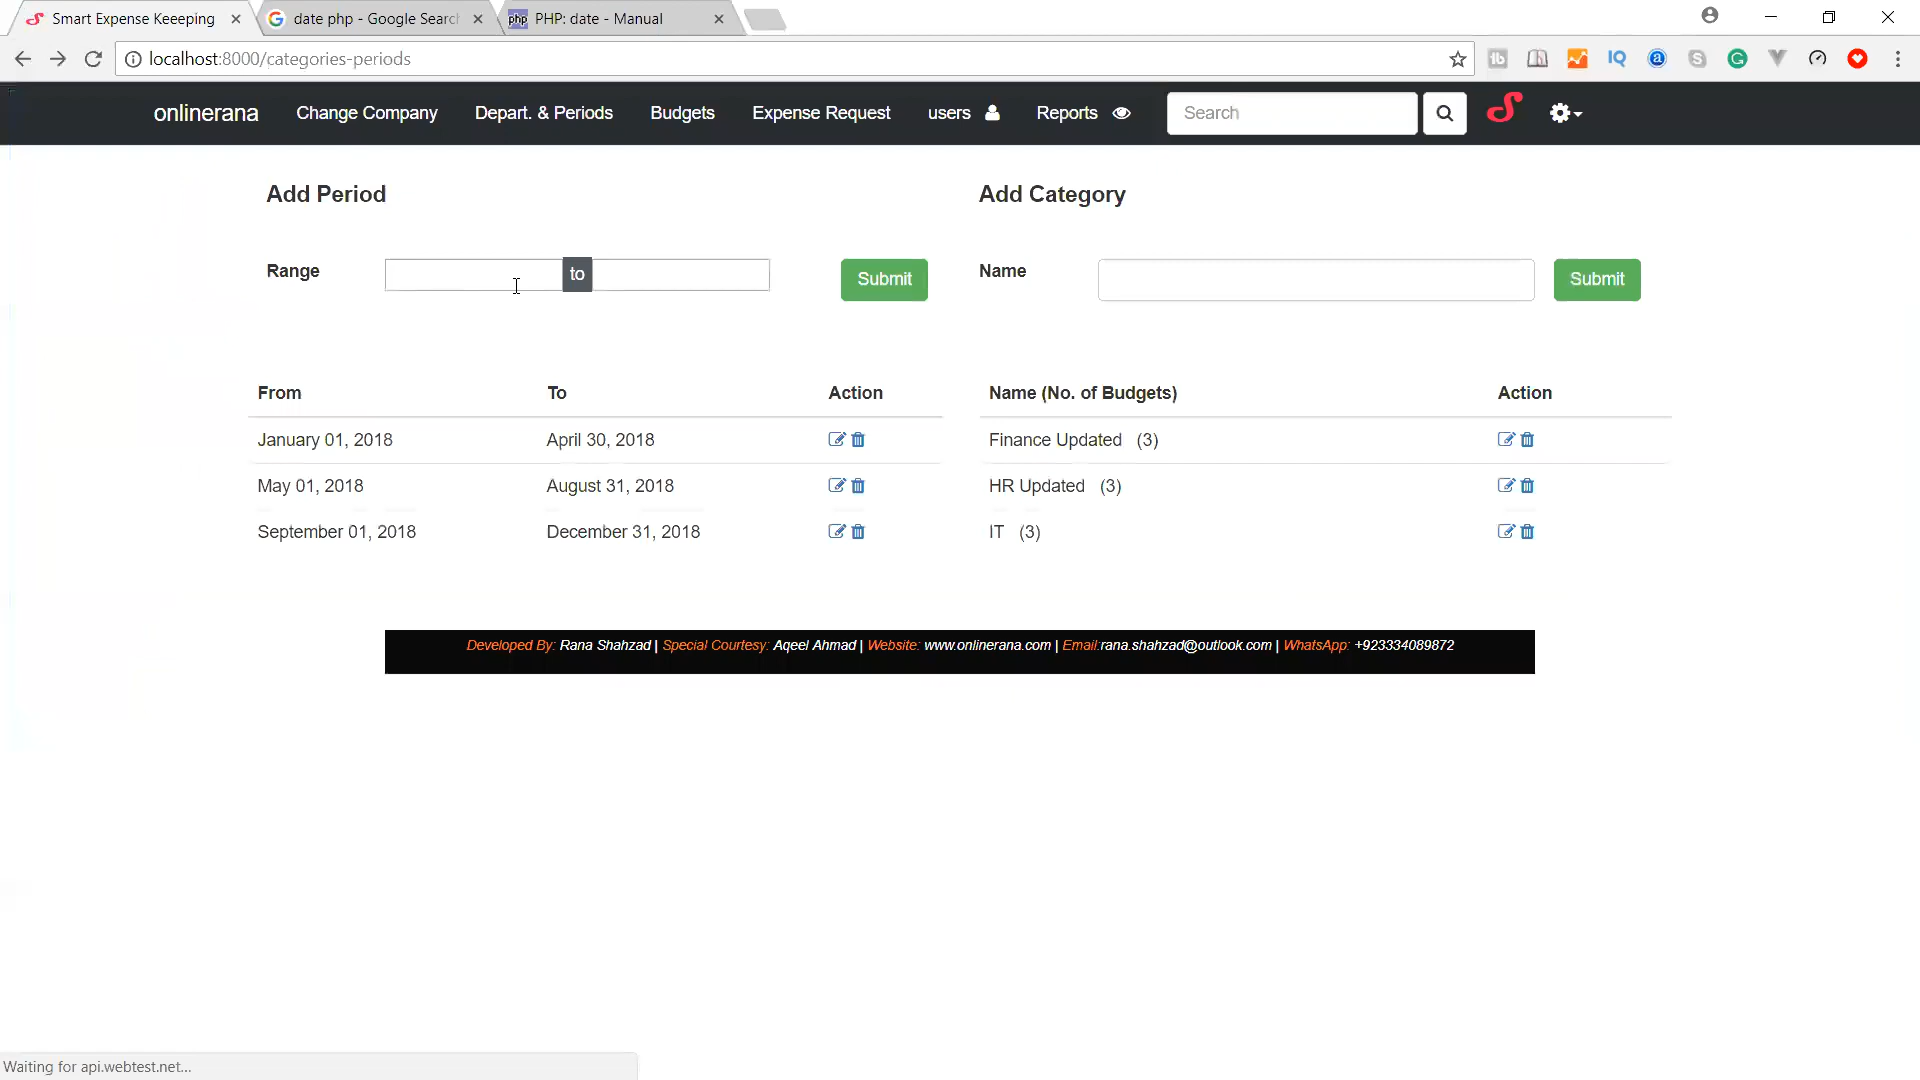 Smart Expense Keeeping
date php - Google Searc
php PHP: date - Manual
localhost:8000/categories-periods
onlinerana Change Company Depart. & Periods Budgets Expense Request users Reports Search
Add Period
Add Category
Range to Submit
Name Submit
From To Action
Name (No. of Budgets) Action
January 01, 2018 April 30, 2018
Finance Updated (3)
May 01, 2018 August 31, 2018
HR Updated (3)
September 01, 2018 December 31, 2018
IT (3)
Developed By: Rana Shahzad | Special Courtesy: Aqeel Ahmad | Website: www.onlinerana.com | Email:rana.shahzad@outlook.com | WhatsApp: +923334089872
Waiting for api.webtest.net...